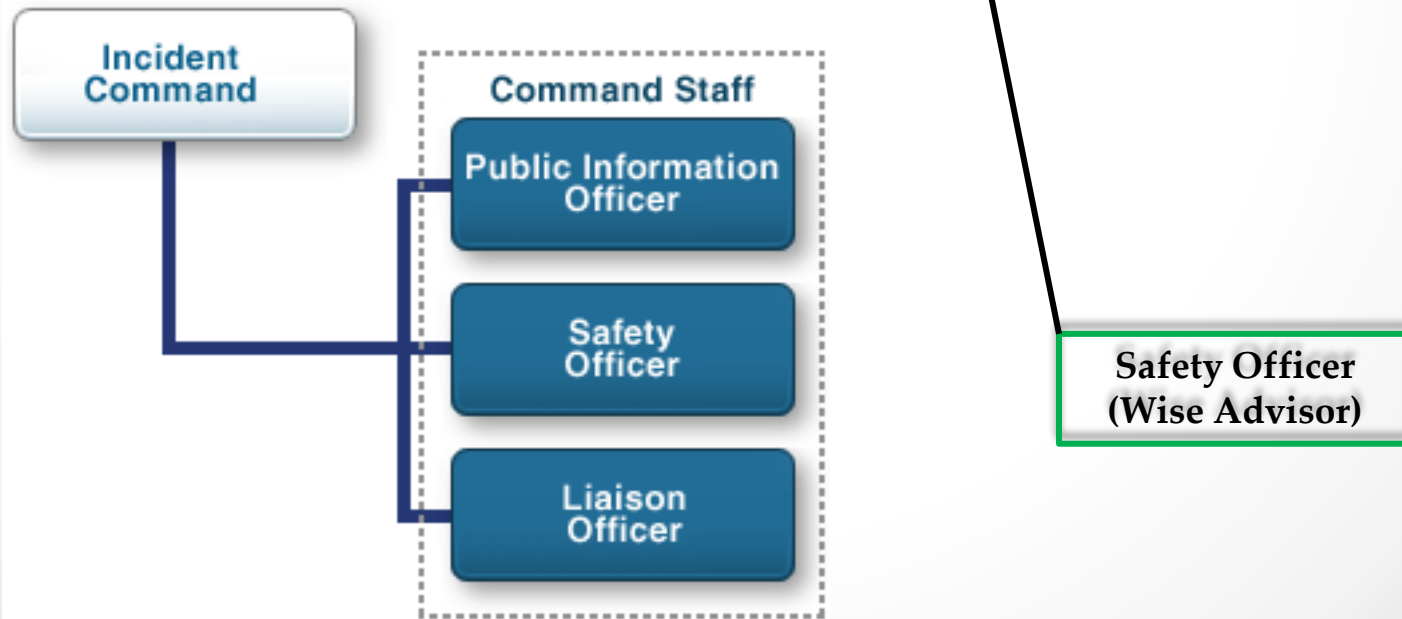 Incident
Command
Command Staff
Public Information
Officer
Safety
Officer
Liaison
Officer
Safety Officer
(Wise Advisor)